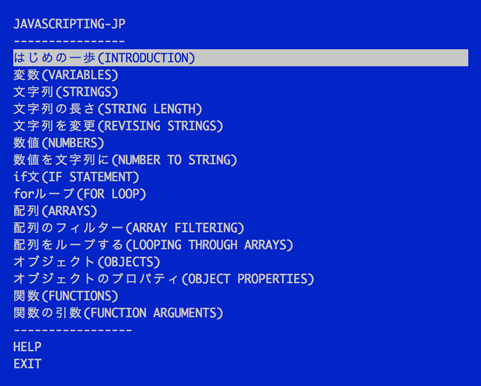 JAVASCRIPTING-JP
----------------
はじめの一歩(INTRODUCTION)
変数(VARIABLES)
文字列(STRINGS)
文字列の長さ(STRING LENGTH)
文字列を変更(REVISING STRINGS)
数値(NUMBERS)
数値を文字列に(NUMBER TO STRING)
if文(IF STATEMENT)
forループ(FOR LOOP)
配列(ARRAYS)
配列のフィルター(ARRAY FILTERING)
配列をループする(LOOPING THROUGH ARRAYS)
オブジェクト(OBJECTS)
オブジェクトのプロパティ(OBJECT PROPERTIES)
関数(FUNCTIONS)
関数の引数(FUNCTION ARGUMENTS)
-----------------
HELP
EXIT